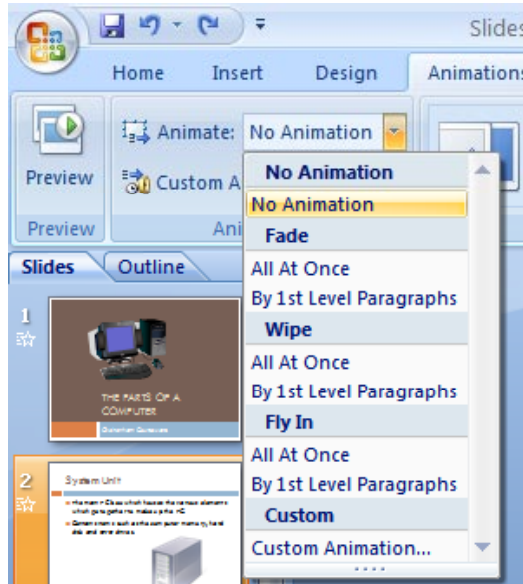 Slides
Home Insert Design Animations
Animate: No Animation
Preview
Custom A
Preview
Ani
No Animation
No Animation
Fade
All At Once
By 1st Level Paragraphs
Wipe
All At Once
By 1st Level Paragraphs
Fly In
All At Once
By 1st Level Paragraphs
Custom
Custom Animation...
Slides Outline
1
THE PARTS OF A
COMPUTER
2
System Unit